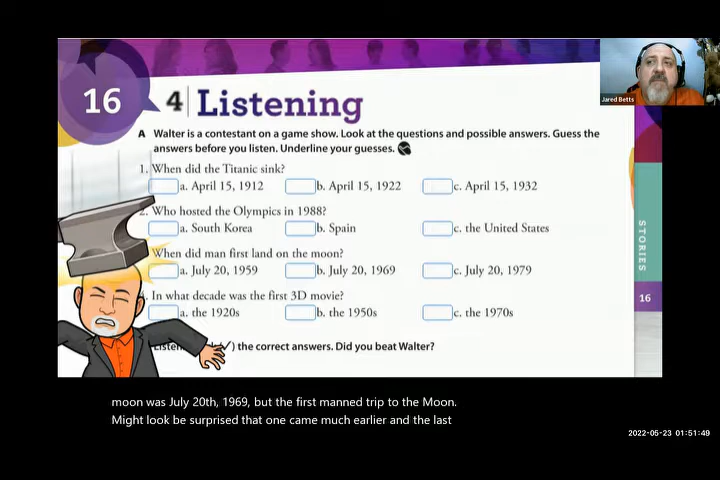 Jared Betts
16
4 Listening
A Walter is a contestant on a game show. Look at the questions and possible answers. Guess the
answers before you listen. Underline your guesses.
1. When did the Titanic sink?
a. April 15, 1912 b. April 15, 1922 c. April 15, 1932
2. Who hosted the Olympics in 1988?
a. South Korea b. Spain c. the United States
When did man first land on the moon?
a. July 20, 1959 b. July 20, 1969 c. July 20, 1979
In what decade was the first 3D movie?
a. the 1920s b. the 1950s c. the 1970s
Listen ✓) the correct answers. Did you beat Walter?
STORIES
16
moon was July 20th, 1969, but the first manned trip to the Moon.
Might look be surprised that one came much earlier and the last
2022-05-23 01:51:49